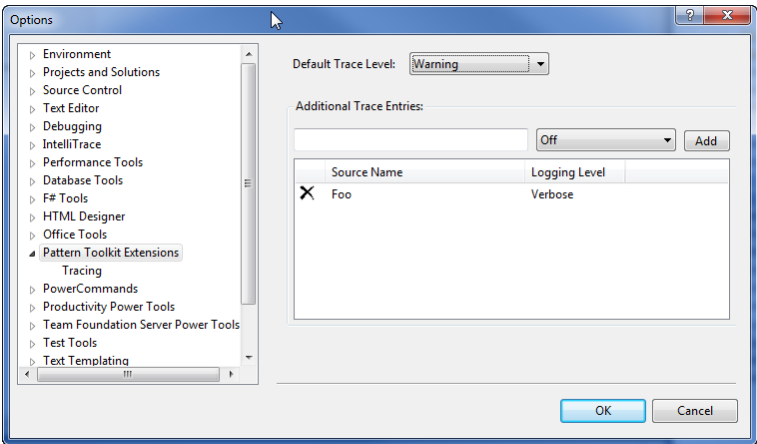 Options
Environment
Projects and Solutions
Source Control
Text Editor
Debugging
IntelliTrace
Performance Tools
Database Tools
F# Tools
HTML Designer
Office Tools
Pattern Toolkit Extensions
Tracing
PowerCommands
Productivity Power Tools
Team Foundation Server Power Tools
Test Tools
Text Templating
Default Trace Level: Warning
Additional Trace Entries:
Off Add
Source Name Logging Level
Foo Verbose
OK Cancel